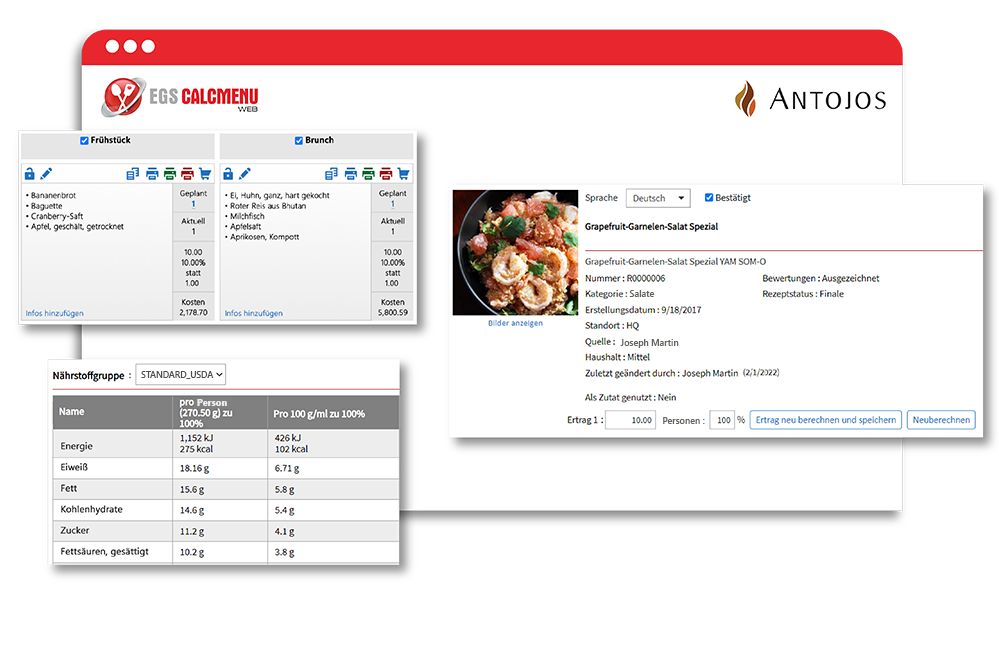 EGS CALCMENU
WEB
ANTOJOS
Frühstück
Brunch
• Bananenbrot
• Baguette
• Cranberry-Saft
• Apfel, geschält, getrocknet
Infos hinzufügen
Geplant
1
Aktuell
1
10.00
10.00%
statt
1.00
Kosten
2,178.70
• Ei, Huhn, ganz, hart gekocht
• Roter Reis aus Bhutan
• Milchfisch
• Apfelsaft
• Aprikosen, Kompott
Infos hinzufügen
Geplant
1
Aktuell
1
10.00
10.00%
statt
1.00
Kosten
5,800.59
Bilder anzeigen
Sprache Deutsch Bestätigt
Grapefruit-Garnelen-Salat Spezial
Grapefruit-Garnelen-Salat Spezial YAM SOM-O
Nummer : R0000006 Bewertungen : Ausgezeichnet
Kategorie : Salate Rezeptstatus : Finale
Erstellungsdatum : 9/18/2017
Standort : HQ
Quelle : Joseph Martin
Haushalt : Mittel
Zuletzt geändert durch : Joseph Martin (2/1/2022)
Als Zutat genutzt : Nein
Ertrag 1 : 10.00 Personen : 100 % Ertrag neu berechnen und speichern Neuberechnen
Nährstoffgruppe : STANDARD_USDA
Name
pro Person
(270.50 g) zu
100%
Pro 100 g/ml zu 100%
Energie
1,152 kJ
275 kcal
426 kJ
102 kcal
Eiweiß 18.16 g 6.71 g
Fett 15.6 g 5.8 g
Kohlenhydrate 14.6 g 5.4 g
Zucker 11.2 g 4.1 g
Fettsäuren, gesättigt 10.2 g 3.8 g